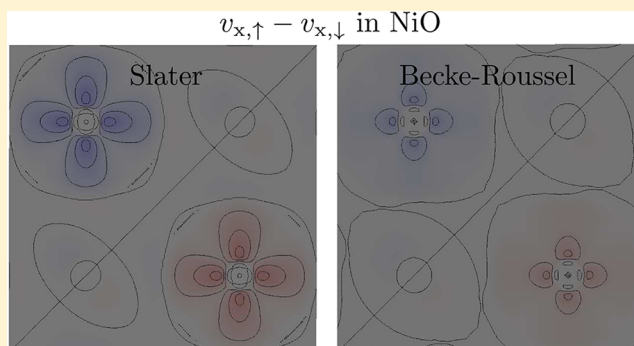 v_{x,↑} − v_{x,↓} in NiO
Slater
Becke-Roussel